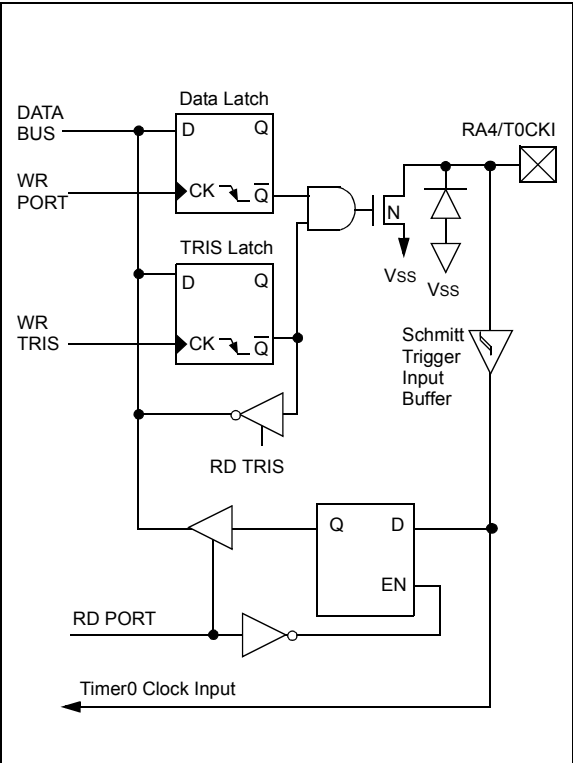 Data Latch
DATA
BUS
D
Q
RA4/T0CKI
WR
PORT
CK
Q
N
VSS
VSS
TRIS Latch
D
Q
WR
TRIS
CK
Q
Schmitt
Trigger
Input
Buffer
RD TRIS
Q
D
EN
RD PORT
Timer0 Clock Input